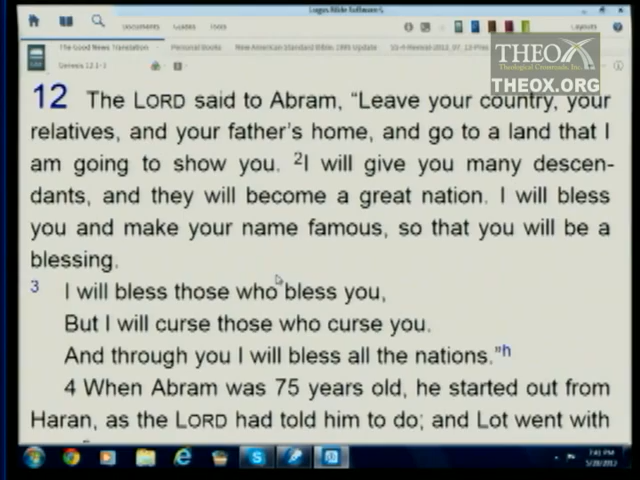 Logos Bible Software 5
Documents Guides Tools
Layouts
The Good News Translation Personal Books New American Standard Bible, 1995 Update
Genesis 12:1-3
THEOX
Theological Crossroads, Inc.
THEOX.ORG
12 The LORD said to Abram, “Leave your country, your
relatives, and your father’s home, and go to a land that I
am going to show you. 2I will give you many descen-
dants, and they will become a great nation. I will bless
you and make your name famous, so that you will be a
blessing.
3 I will bless those who bless you,
But I will curse those who curse you.
And through you I will bless all the nations.”h
4 When Abram was 75 years old, he started out from
Haran, as the LORD had told him to do; and Lot went with
7:41 PM